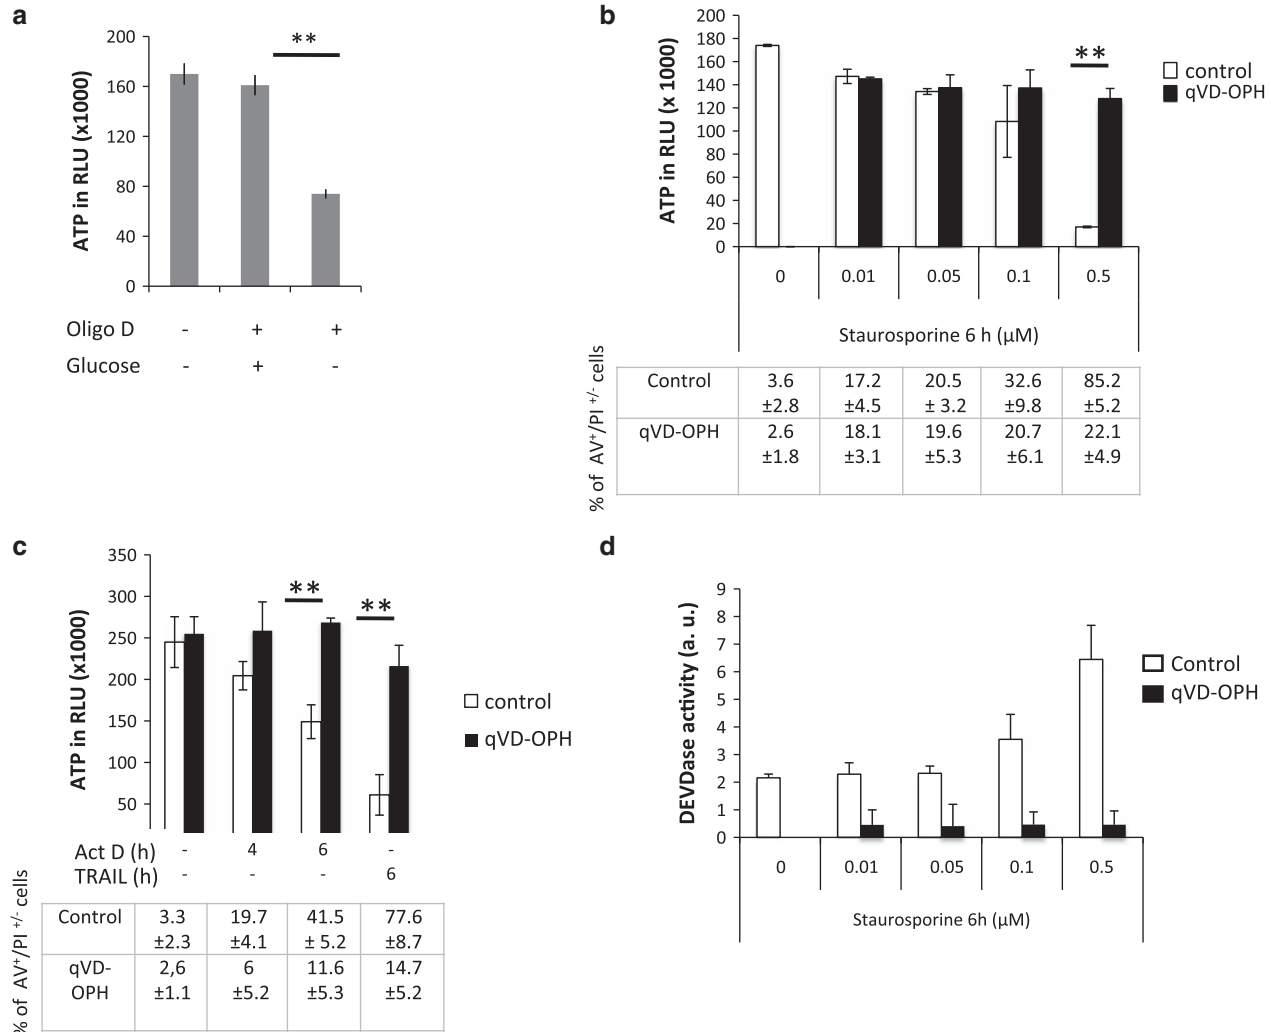 a
**
ATP in RLU (x1000)
200
160
120
80
40
0
Oligo D - + +
Glucose - + -
b
**
ATP in RLU (x 1000)
200
180
160
140
120
100
80
60
40
20
0
control
qVD-OPH
0 0.01 0.05 0.1 0.5
Staurosporine 6 h (µM)
% of AV+/PI +/- cells
Control 3.6 17.2 20.5 32.6 85.2
±2.8 ±4.5 ± 3.2 ±9.8 ±5.2
qVD-OPH 2.6 18.1 19.6 20.7 22.1
±1.8 ±3.1 ±5.3 ±6.1 ±4.9
c
** **
ATP in RLU (x1000)
350
300
250
200
150
100
50
control
qVD-OPH
Act D (h) - 4 6 -
TRAIL (h) - - - 6
% of AV+/PI +/- cells
Control 3.3 19.7 41.5 77.6
±2.3 ±4.1 ± 5.2 ±8.7
qVD- 2,6 6 11.6 14.7
OPH ±1.1 ±5.2 ±5.3 ±5.2
d
DEVDase activity (a. u.)
9
8
7
6
5
4
3
2
1
0
Control
qVD-OPH
0 0.01 0.05 0.1 0.5
Staurosporine 6h (µM)